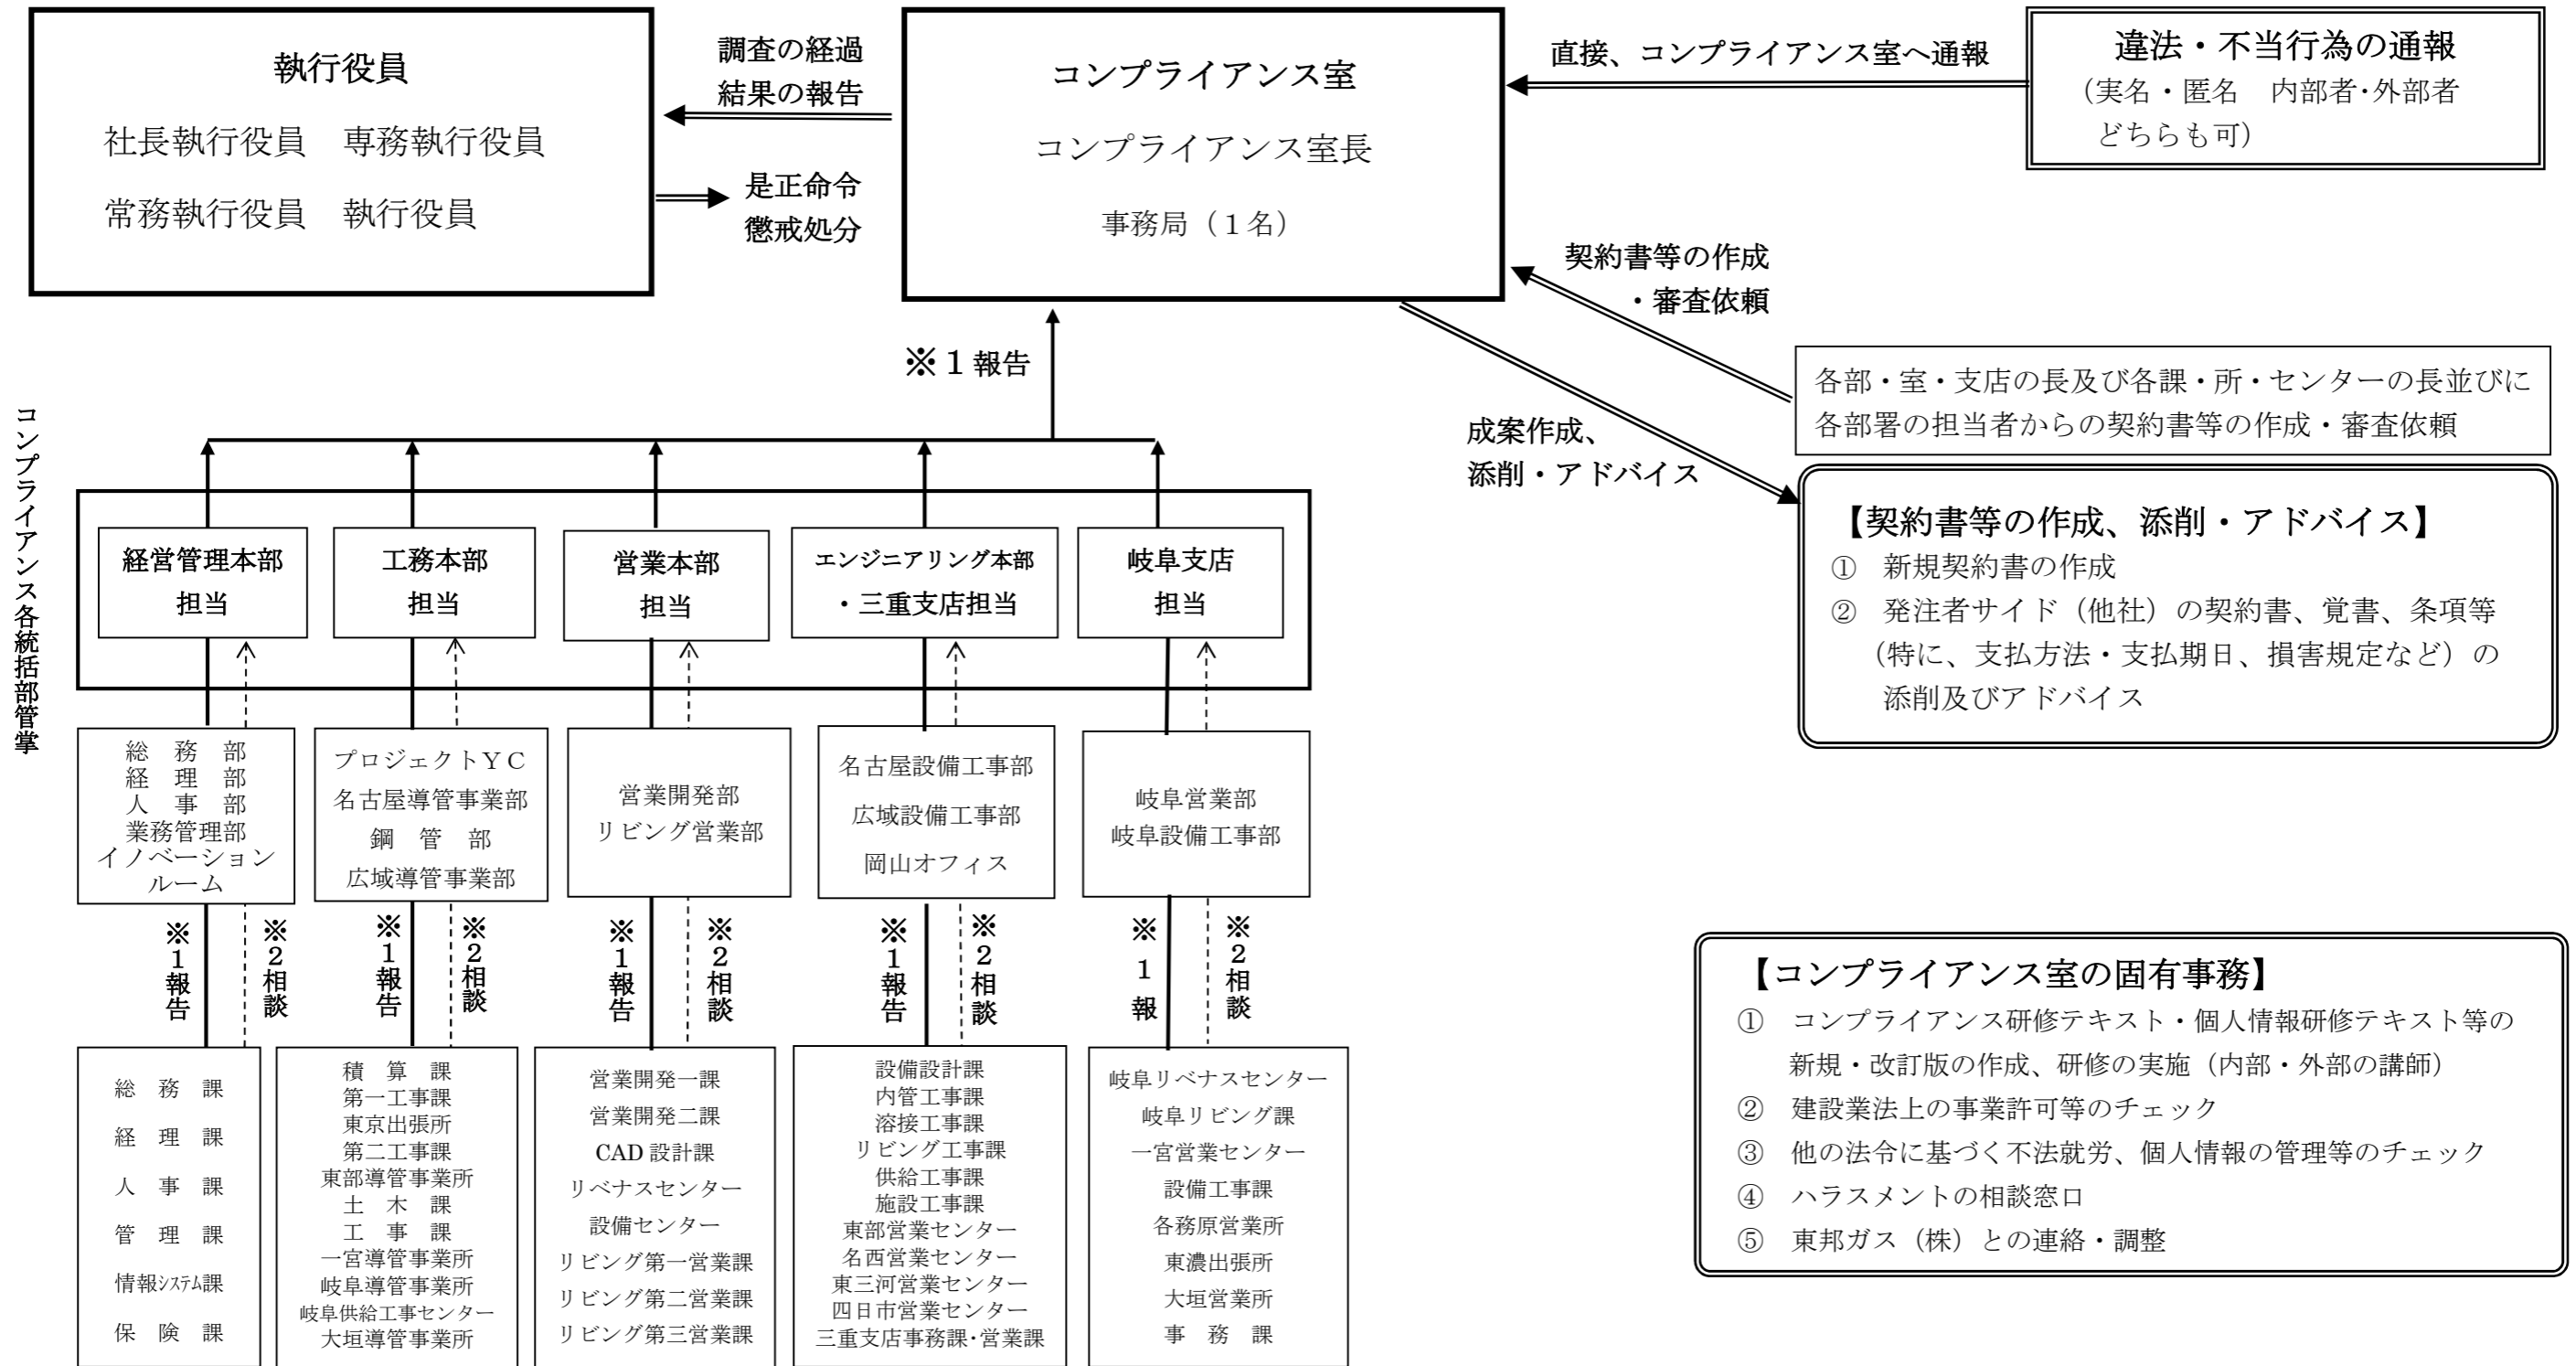 執行役員
社長執行役員　専務執行役員
常務執行役員　執行役員
調査の経過
結果の報告
是正命令
懲戒処分
コンプライアンス室
コンプライアンス室長
事務局（１名）
直接、コンプライアンス室へ通報
違法・不当行為の通報
（実名・匿名　内部者･外部者
どちらも可）
契約書等の作成
・審査依頼
※１報告
各部・室・支店の長及び各課・所・センターの長並びに
各部署の担当者からの契約書等の作成・審査依頼
成案作成、
添削・アドバイス
【契約書等の作成、添削・アドバイス】
①　新規契約書の作成
②　発注者サイド（他社）の契約書、覚書、条項等
（特に、支払方法・支払期日、損害規定など）の
添削及びアドバイス
コンプライアンス各統括部管掌
経営管理本部
担当
工務本部
担当
営業本部
担当
エンジニアリング本部
・三重支店担当
岐阜支店
担当
総　務　部
経　理　部
人　事　部
業務管理部
イノベーション
ルーム
プロジェクトＹＣ
名古屋導管事業部
鋼　管　部
広域導管事業部
営業開発部
リビング営業部
名古屋設備工事部
広域設備工事部
岡山オフィス
岐阜営業部
岐阜設備工事部
※１報告
※２相談
※１報告
※２相談
※１報告
※２相談
※１報告
※２相談
※１報
※２相談
総　務　課
経　理　課
人　事　課
管　理　課
情報ｼｽﾃﾑ課
保　険　課
積　算　課
第一工事課
東京出張所
第二工事課
東部導管事業所
土　木　課
工　事　課
一宮導管事業所
岐阜導管事業所
岐阜供給工事センター
大垣導管事業所
営業開発一課
営業開発二課
CAD 設計課
リベナスセンター
設備センター
リビング第一営業課
リビング第二営業課
リビング第三営業課
設備設計課
内管工事課
溶接工事課
リビング工事課
供給工事課
施設工事課
東部営業センター
名西営業センター
東三河営業センター
四日市営業センター
三重支店事務課･営業課
岐阜リベナスセンター
岐阜リビング課
一宮営業センター
設備工事課
各務原営業所
東濃出張所
大垣営業所
事　務　課
【コンプライアンス室の固有事務】
①　コンプライアンス研修テキスト・個人情報研修テキスト等の
新規・改訂版の作成、研修の実施（内部・外部の講師）
②　建設業法上の事業許可等のチェック
③　他の法令に基づく不法就労、個人情報の管理等のチェック
④　ハラスメントの相談窓口
⑤　東邦ガス（株）との連絡・調整